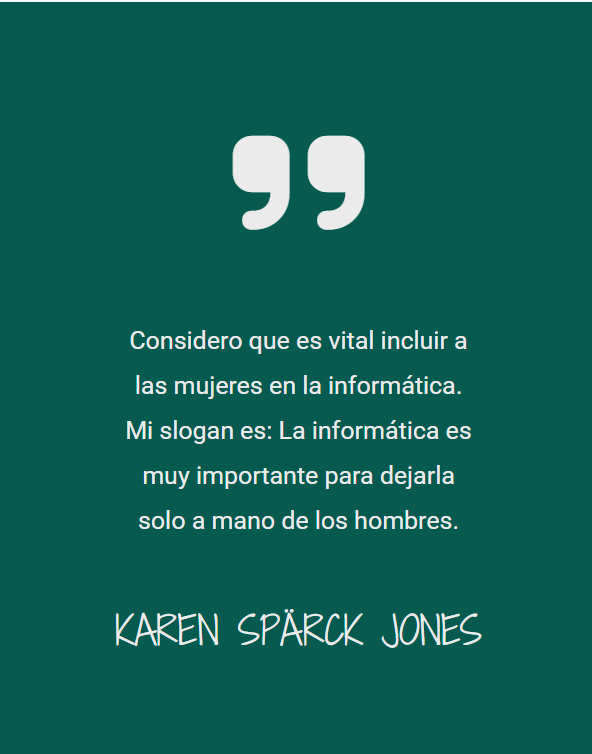 Considero que es vital incluir a
las mujeres en la informática.
Mi slogan es: La informática es
muy importante para dejarla
solo a mano de los hombres.
KAREN SPÄRCK JONES